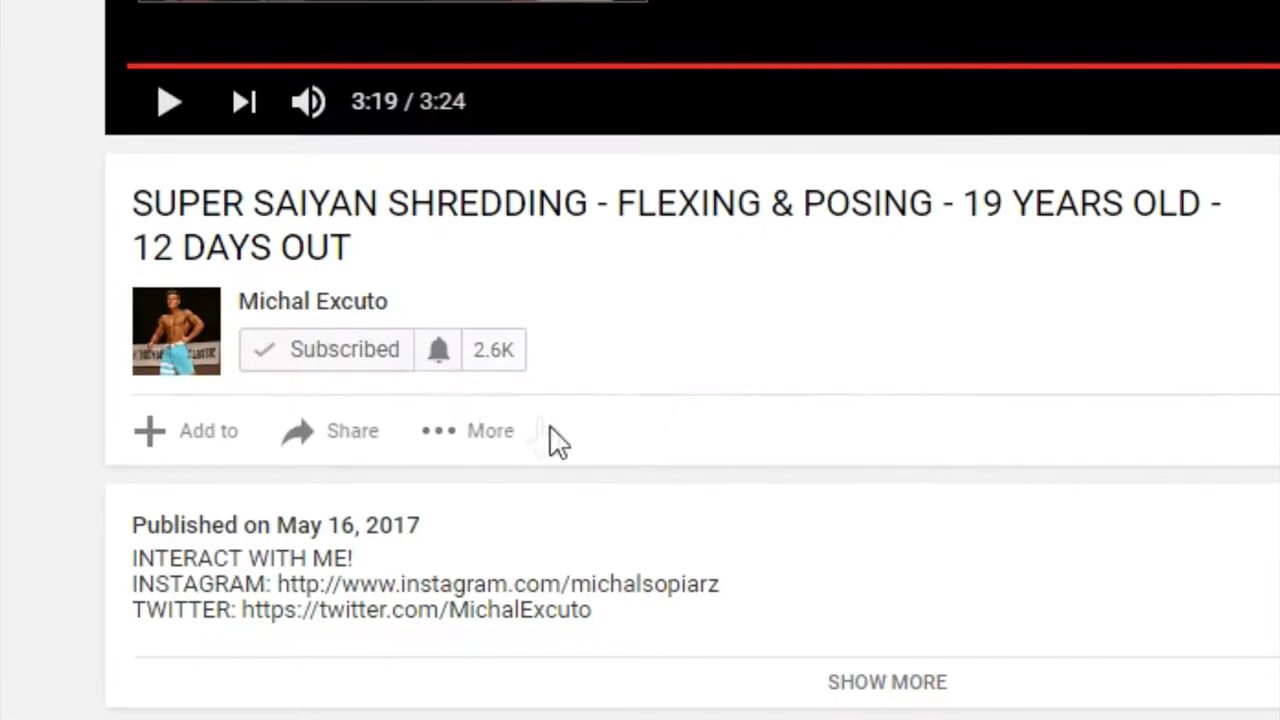 3:19 / 3:24
SUPER SAIYAN SHREDDING - FLEXING & POSING - 19 YEARS OLD -
12 DAYS OUT
Michal Excuto
Subscribed 2.6K
Add to Share More
Published on May 16, 2017
INTERACT WITH ME!
INSTAGRAM: http://www.instagram.com/michalsopiarz
TWITTER: https://twitter.com/MichalExcuto
SHOW MORE